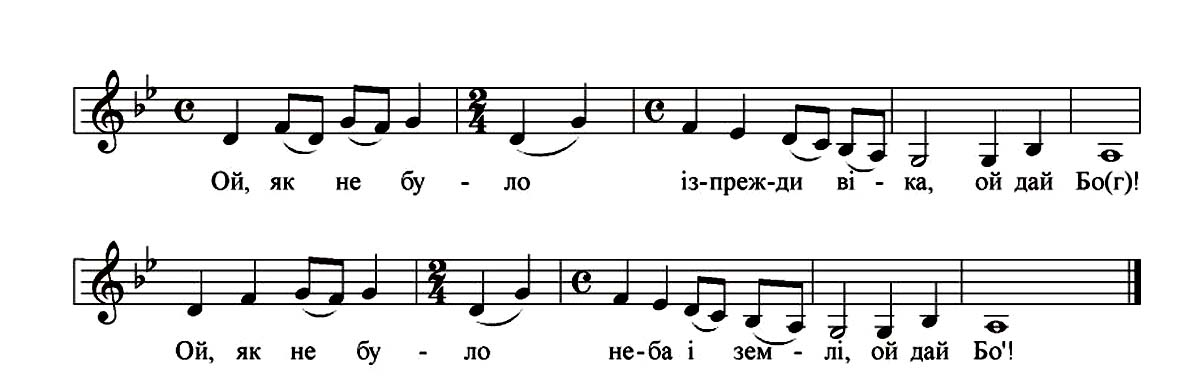 Ой, як не бу - ло із-преж-ди ві - ка, ой дай Бо(г)!
Ой, як не бу - ло не-ба і зем - лі, ой дай Бо'!